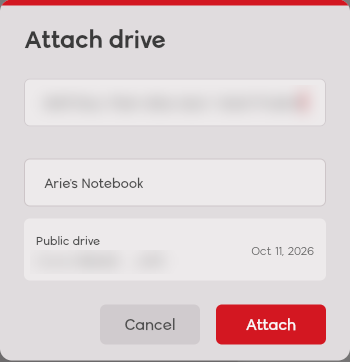 Attach drive
Arie's Notebook
Public drive
Oct 11, 2026
Cancel
Attach